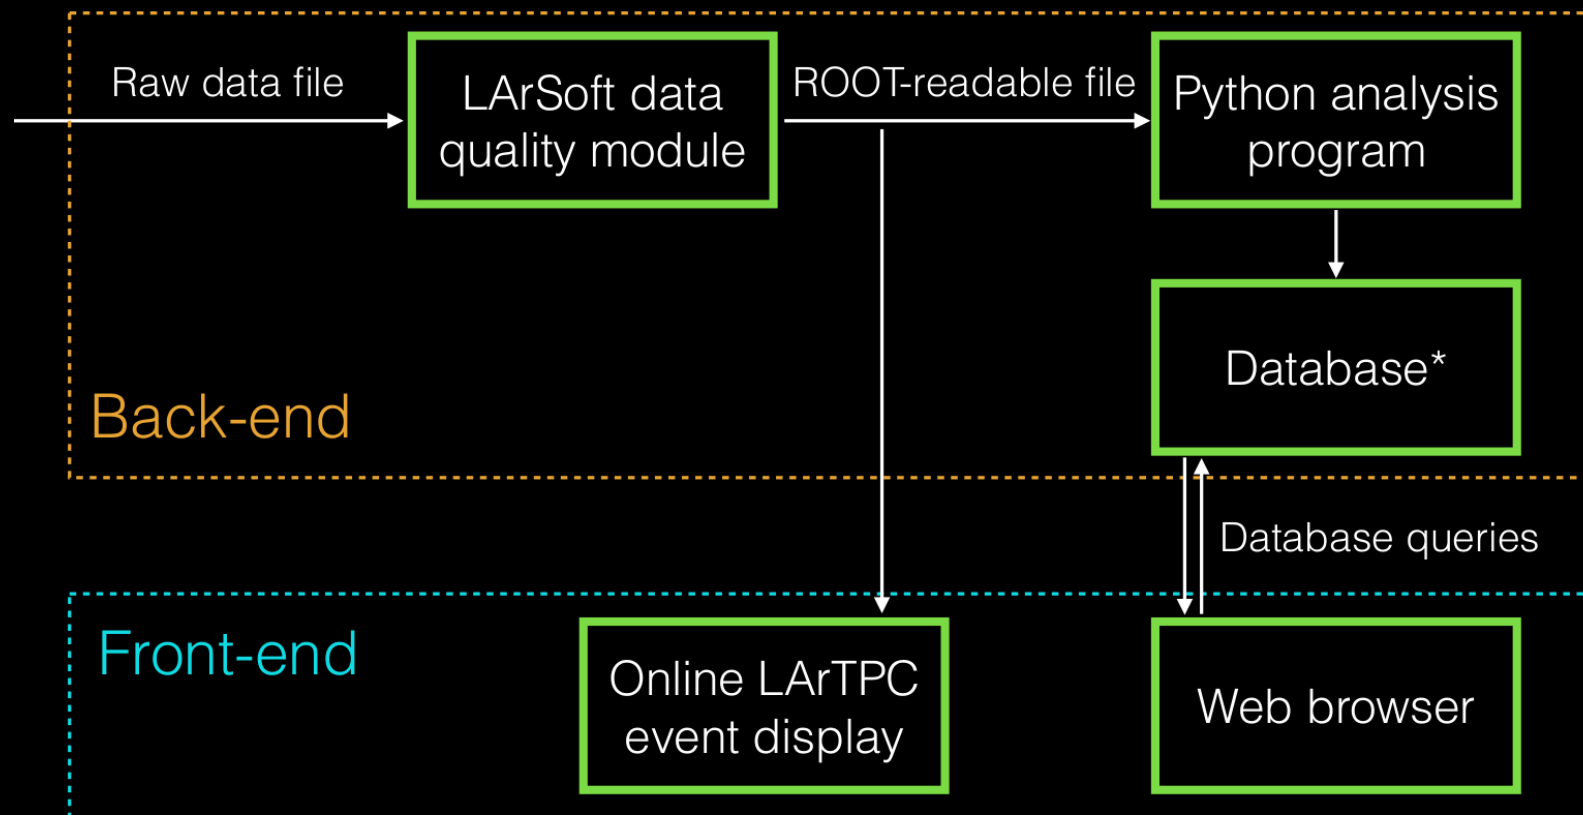 Raw data file
LArSoft data
quality module
ROOT-readable file
Python analysis
program
Database*
Back-end
Database queries
Front-end
Online LArTPC
event display
Web browser